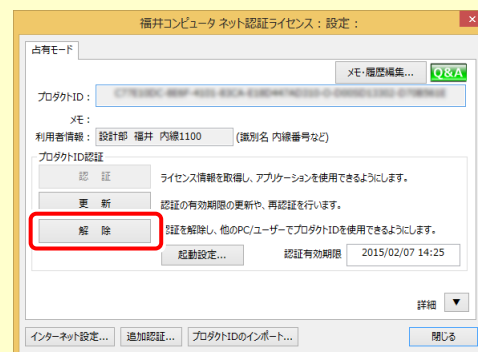 福井コンピュータ ネット認証ライセンス：設定：
占有モード
メモ・履歴編集... Q&A
プロダクトID：
メモ：
利用者情報： 設計部 福井 内線1100 (識別名 内線番号など)
プロダクトID認証
認 証 ライセンス情報を取得し、アプリケーションを使用できるようにします。
更 新 認証の有効期限の更新や、再認証を行います。
解 除 認証を解除し、他のPC/ユーザーでプロダクトIDを使用できるようにします。
起動設定... 認証有効期限 2015/02/07 14:25
詳細 ▼
インターネット設定... 追加認証... プロダクトIDのインポート... 閉じる